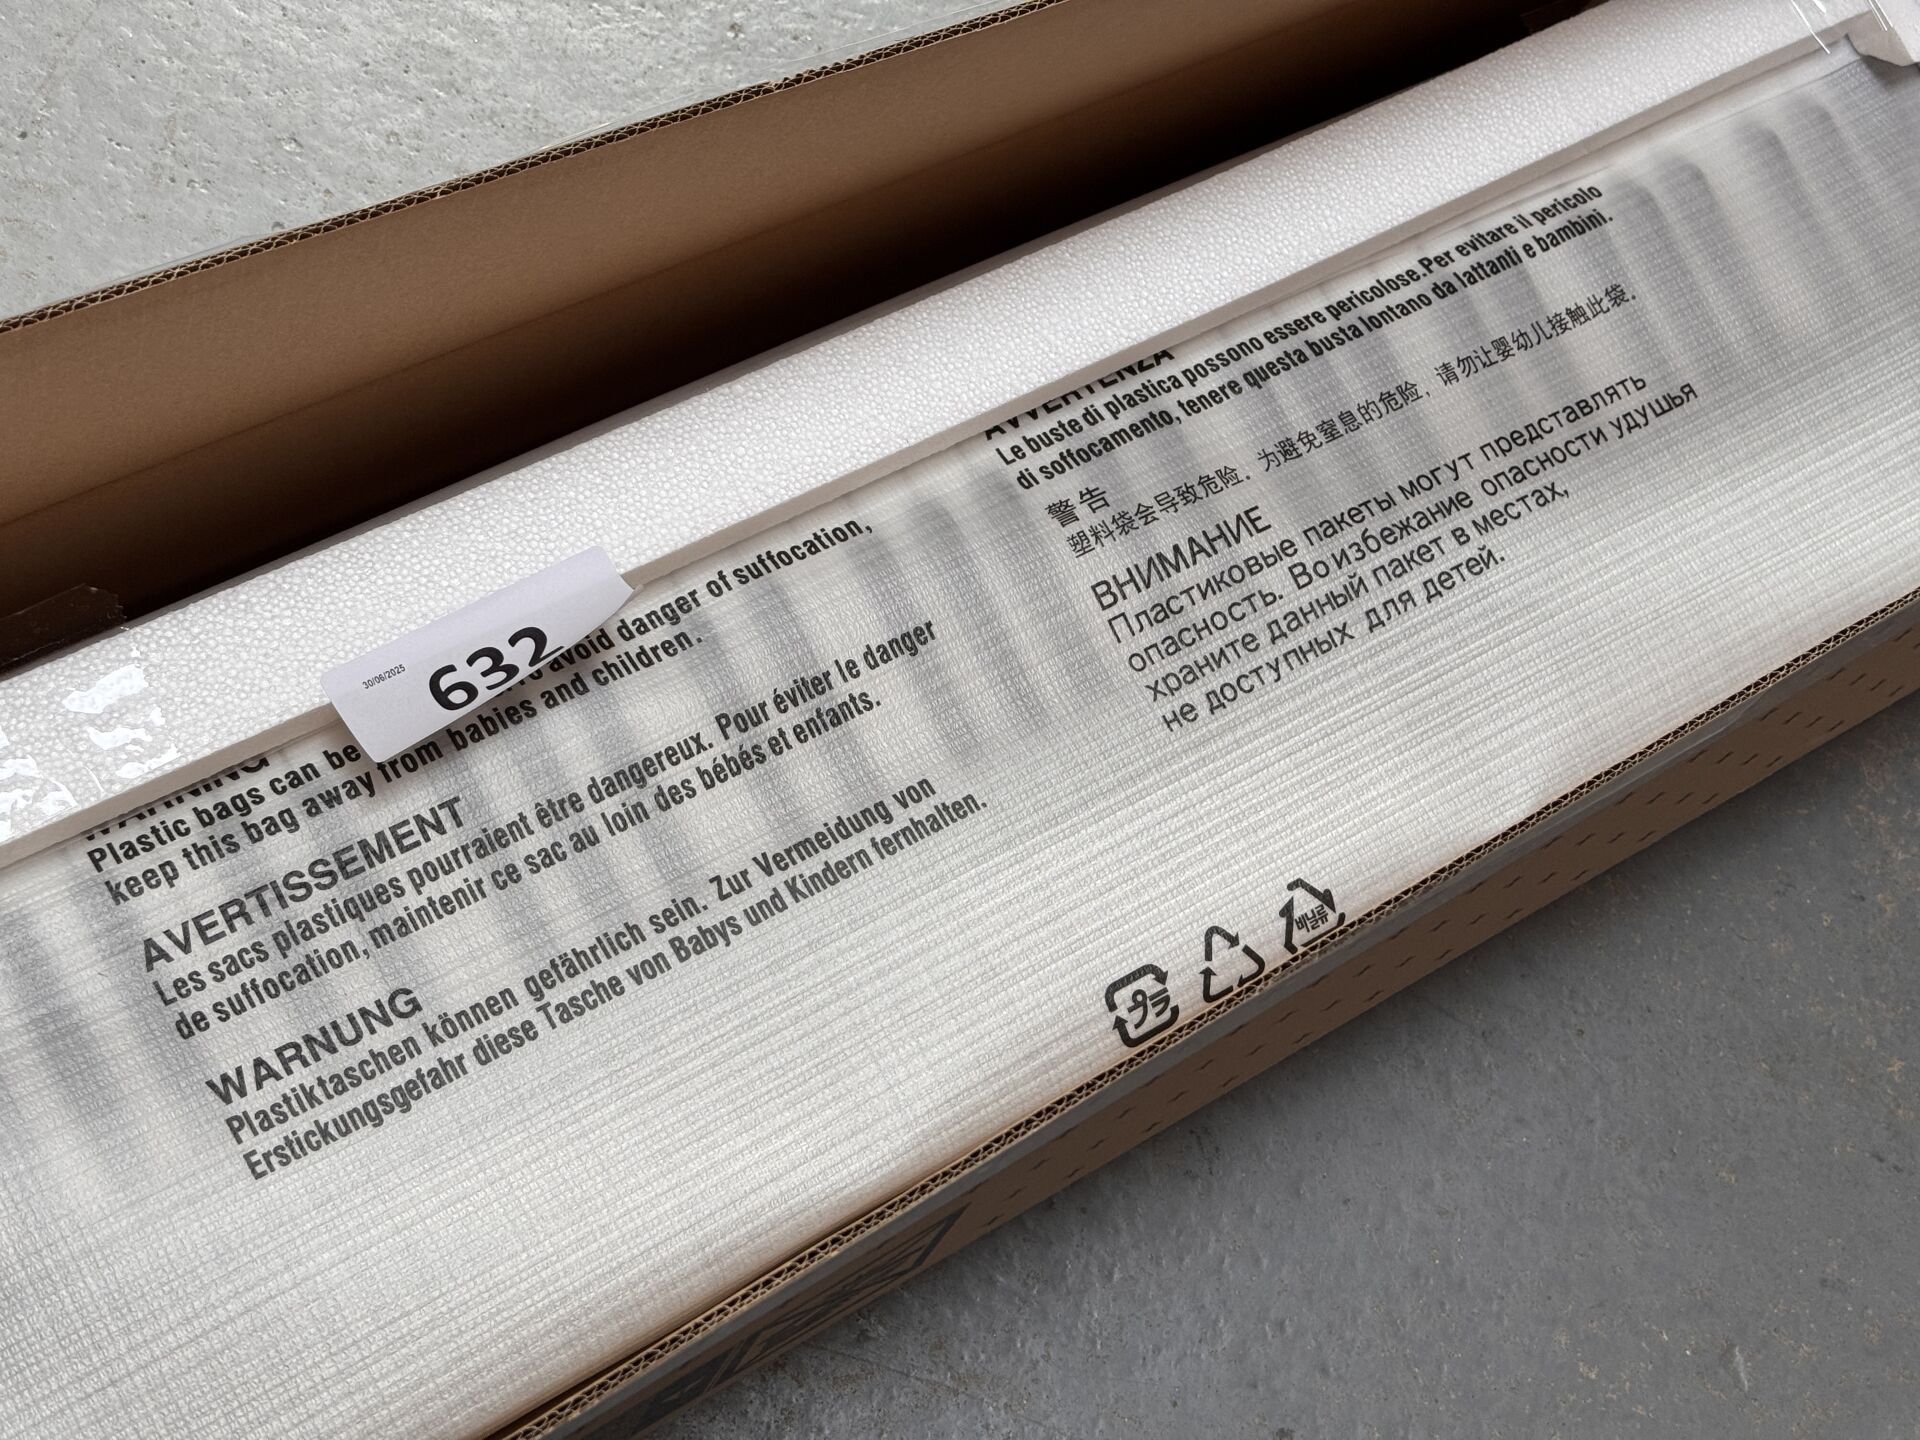 30/06/2025
632
WARNING
Plastic bags can be
avoid danger of suffocation,
keep this bag away from babies and children.
AVERTISSEMENT
Les sacs plastiques pourraient être dangereux. Pour éviter le danger
de suffocation, maintenir ce sac au loin des bébés et enfants.
WARNUNG
Plastiktaschen können gefährlich sein. Zur Vermeidung von
Erstickungsgefahr diese Tasche von Babys und Kindern fernhalten.
AVVERTENZA
Le buste di plastica possono essere pericolose.Per evitare il pericolo
di soffocamento, tenere questa busta lontano da lattanti e bambini.
警告
塑料袋会导致危险。为避免窒息的危险，请勿让婴幼儿接触此袋。
ВНИМАНИЕ
Пластиковые пакеты могут представлять
опасность. Во избежание опасности удушья
храните данный пакет в местах,
не доступных для детей.
プラ
비닐류